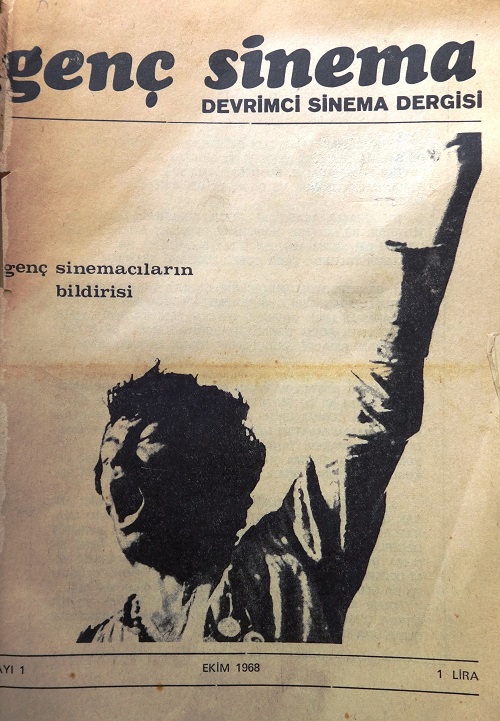 genç sinema
DEVRİMCİ SİNEMA DERGİSİ
genç sinemacıların
bildirisi
AYI 1 EKİM 1968 1 LİRA